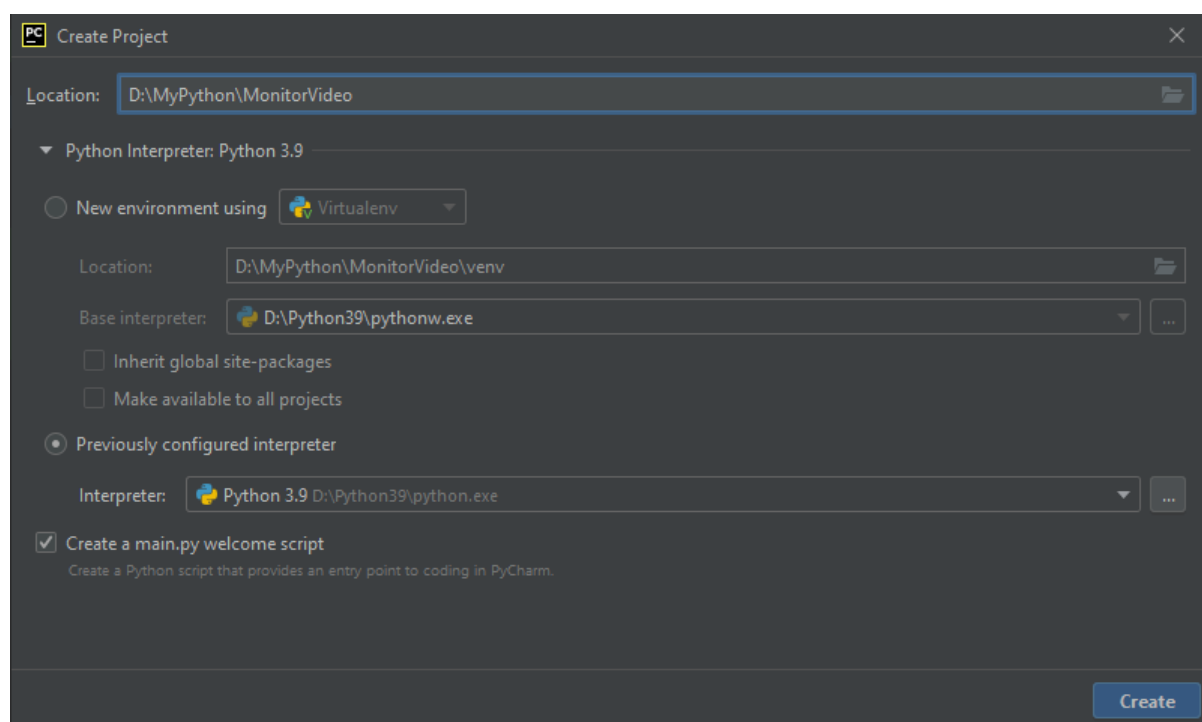 PC Create Project
Location: D:\MyPython\MonitorVideo
Python Interpreter: Python 3.9
New environment using Virtualenv
Location: D:\MyPython\MonitorVideo\venv
Base interpreter: D:\Python39\pythonw.exe ...
Inherit global site-packages
Make available to all projects
Previously configured interpreter
Interpreter: Python 3.9 D:\Python39\python.exe ...
Create a main.py welcome script
Create a Python script that provides an entry point to coding in PyCharm.
Create